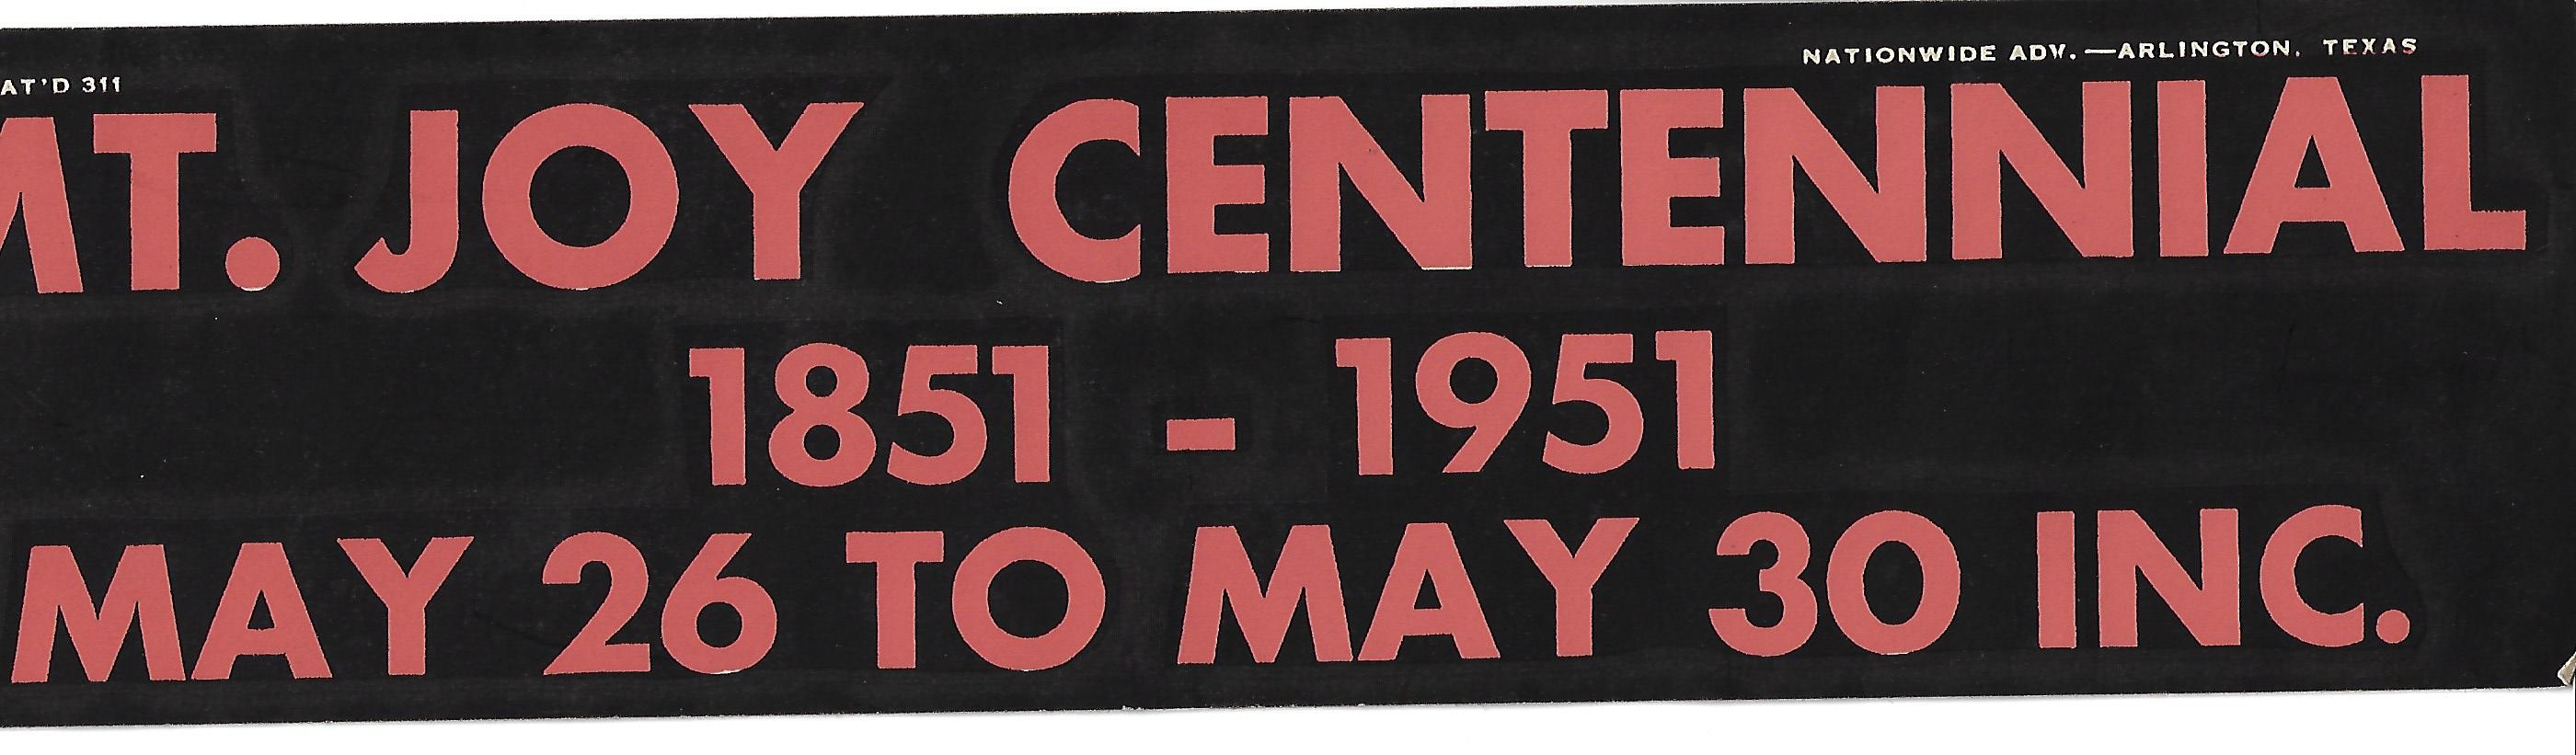 AT'D 311
NATIONWIDE ADV.—ARLINGTON, TEXAS
MT. JOY CENTENNIAL
1851 - 1951
MAY 26 TO MAY 30 INC.